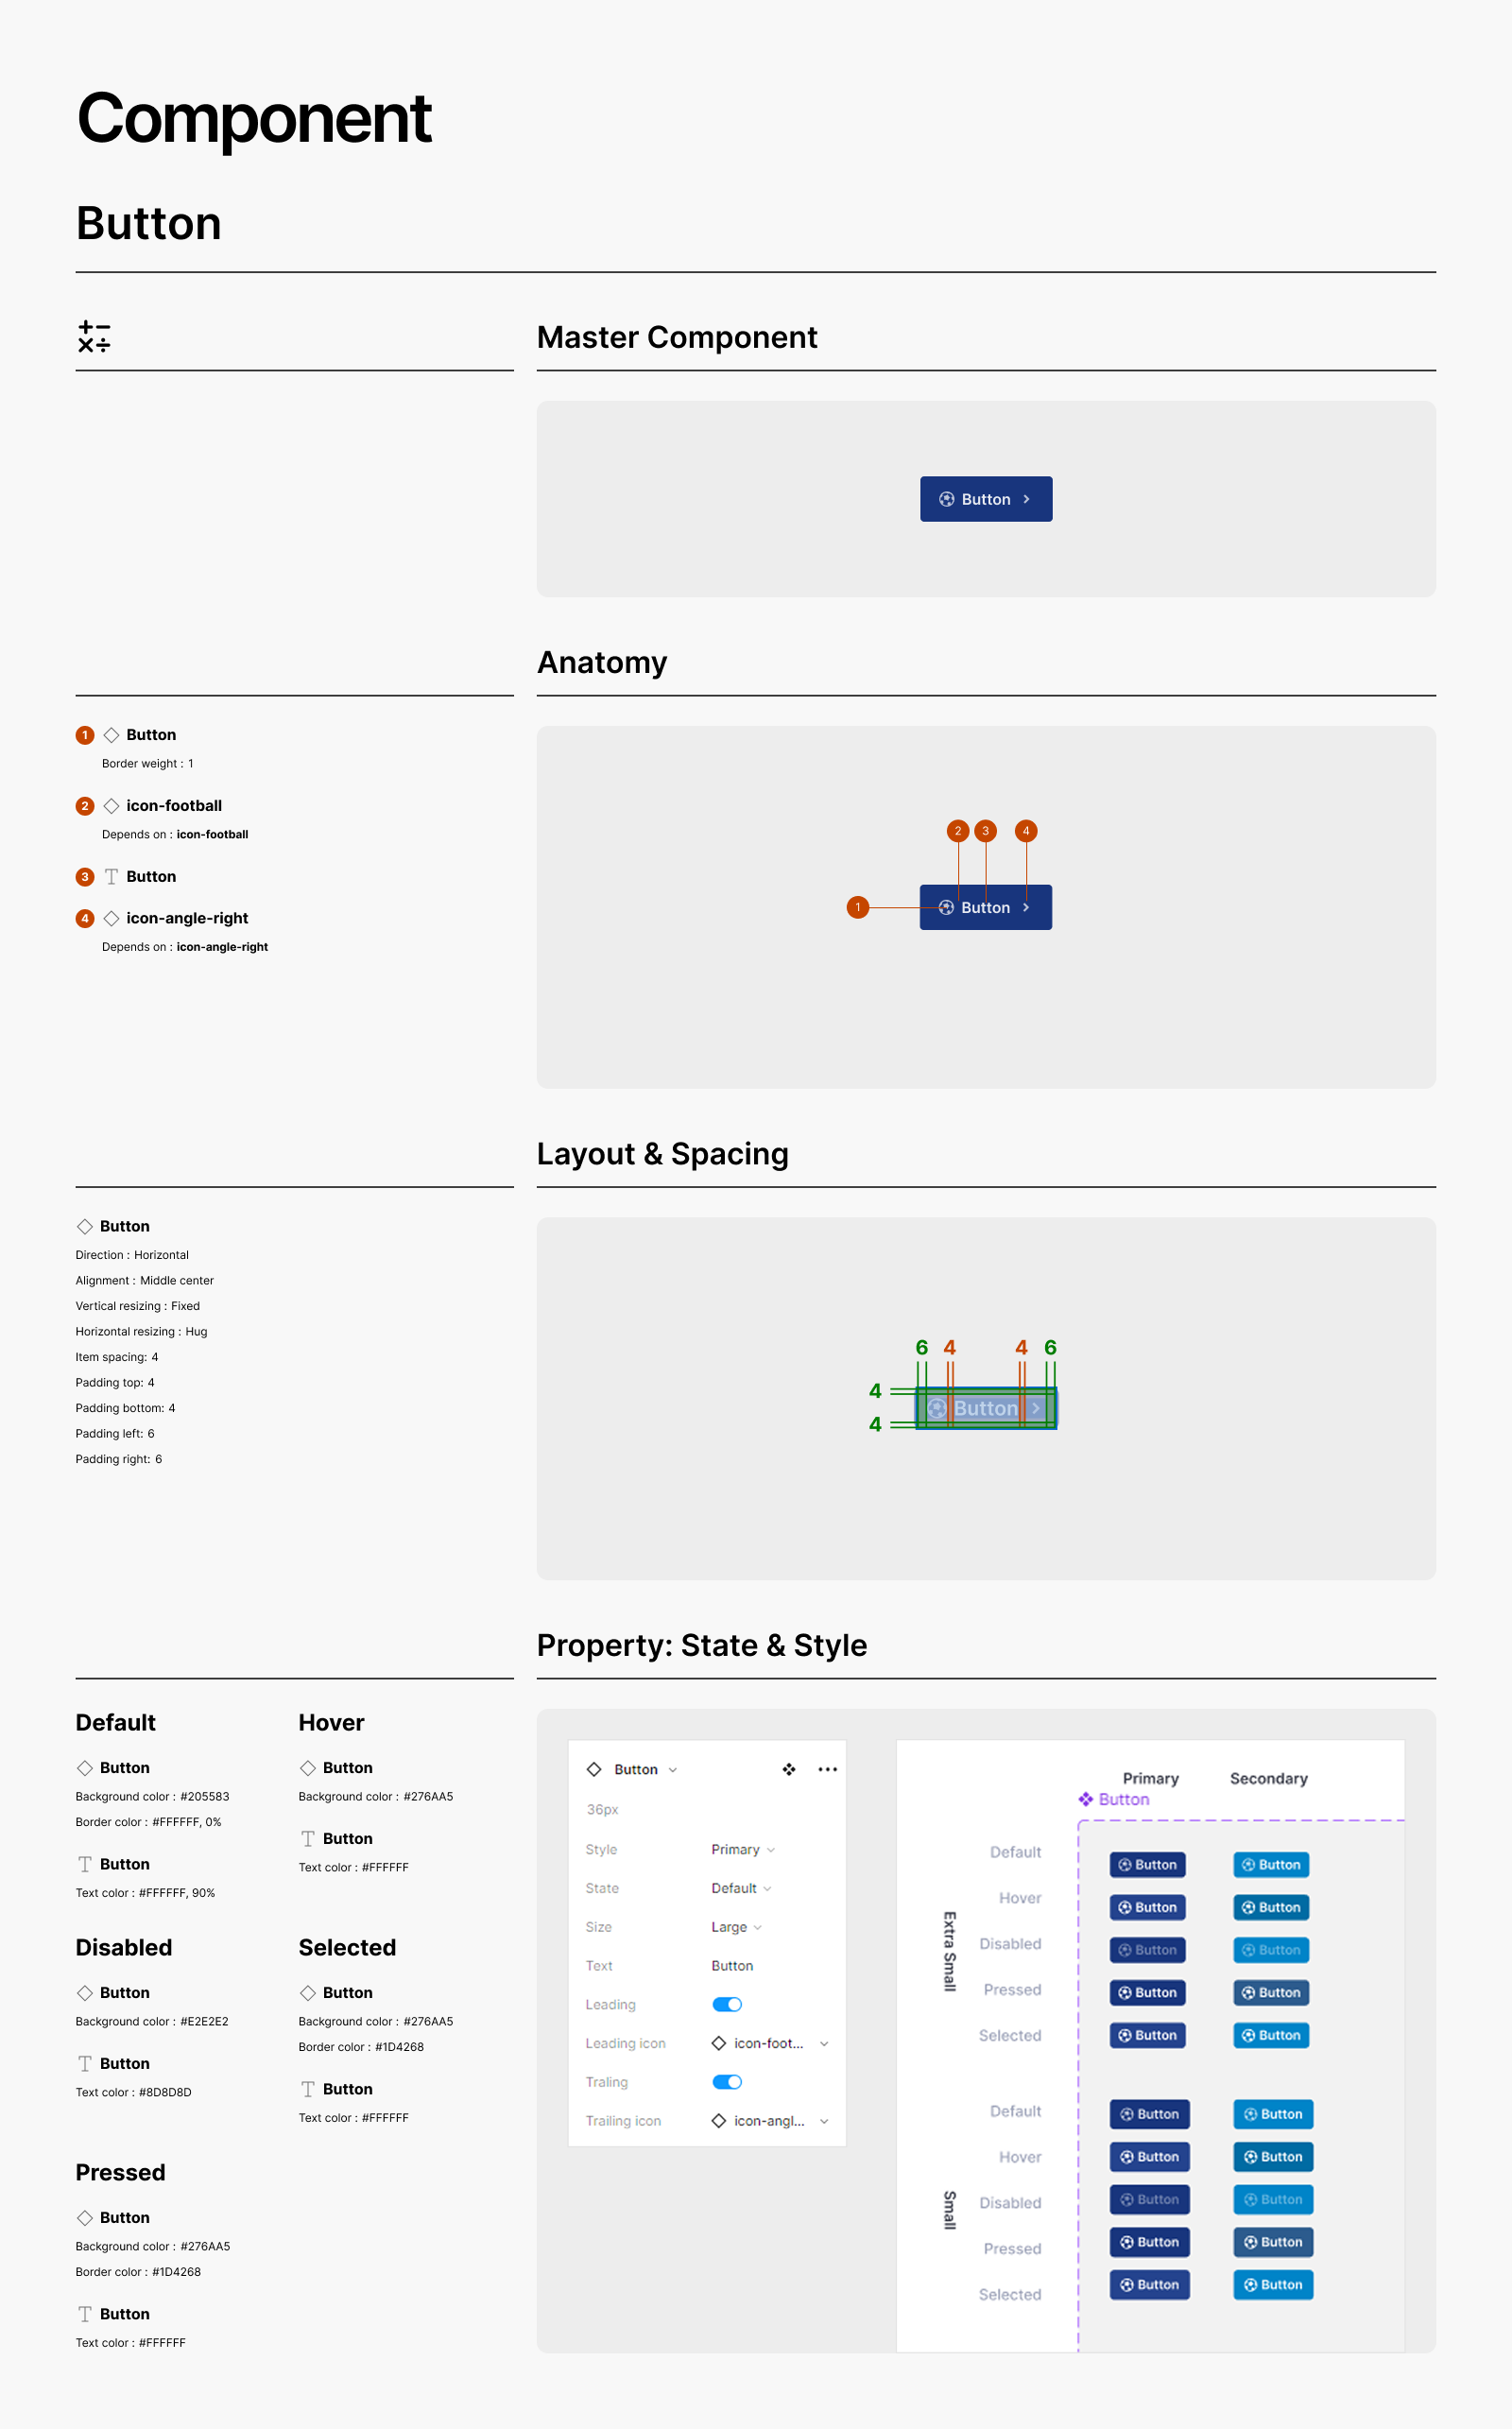 Component
Button
Master Component
Button
Anatomy
1 Button
Border weight : 1
2 icon-football
Depends on : icon-football
3 Button
4 icon-angle-right
Depends on : icon-angle-right
2 3 4
1 Button
Layout & Spacing
Button
Direction : Horizontal
Alignment : Middle center
Vertical resizing : Fixed
Horizontal resizing : Hug
Item spacing: 4
Padding top: 4
Padding bottom: 4
Padding left: 6
Padding right: 6
6 4 4 6
4
Button
4
Property: State & Style
Default
Button
Background color : #205583
Border color : #FFFFFF, 0%
Button
Text color : #FFFFFF, 90%
Hover
Button
Background color : #276AA5
Button
Text color : #FFFFFF
Disabled
Button
Background color : #E2E2E2
Button
Text color : #8D8D8D
Selected
Button
Background color : #276AA5
Border color : #1D4268
Button
Text color : #FFFFFF
Pressed
Button
Background color : #276AA5
Border color : #1D4268
Button
Text color : #FFFFFF
Button
36px
Style Primary
State Default
Size Large
Text Button
Leading
Leading icon icon-foot...
Traling
Trailing icon icon-angl...
Primary Secondary
Button
Extra Small
Default Button Button
Hover Button Button
Disabled Button Button
Pressed Button Button
Selected Button Button
Small
Default Button Button
Hover Button Button
Disabled Button Button
Pressed Button Button
Selected Button Button